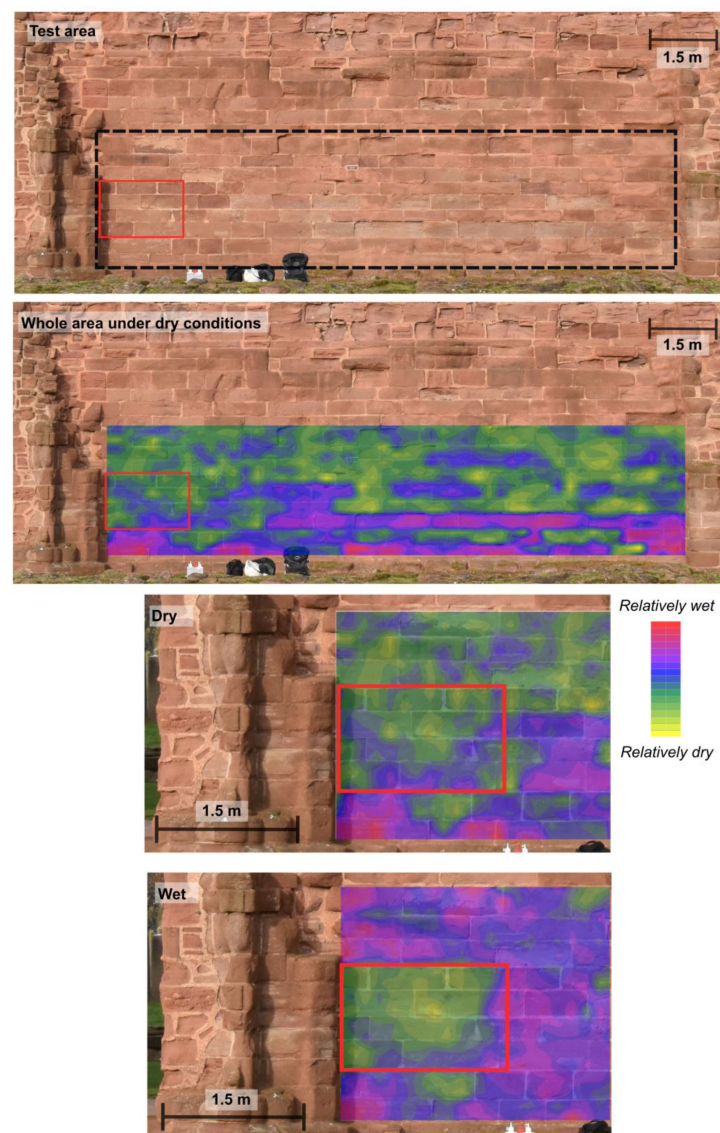 Test area
1.5 m
Whole area under dry conditions
1.5 m
Dry
Relatively wet
Relatively dry
1.5 m
Wet
1.5 m